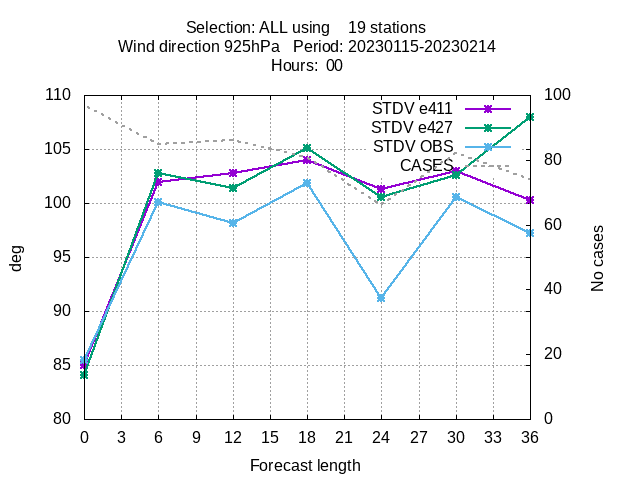 Selection: ALL using 19 stations
Wind direction 925hPa Period: 20230115-20230214
Hours: 00
110
105
100
95
90
85
80
deg
100
80
60
40
20
0
No cases
STDV e411
STDV e427
STDV OBS
CASES
0 3 6 9 12 15 18 21 24 27 30 33 36
Forecast length